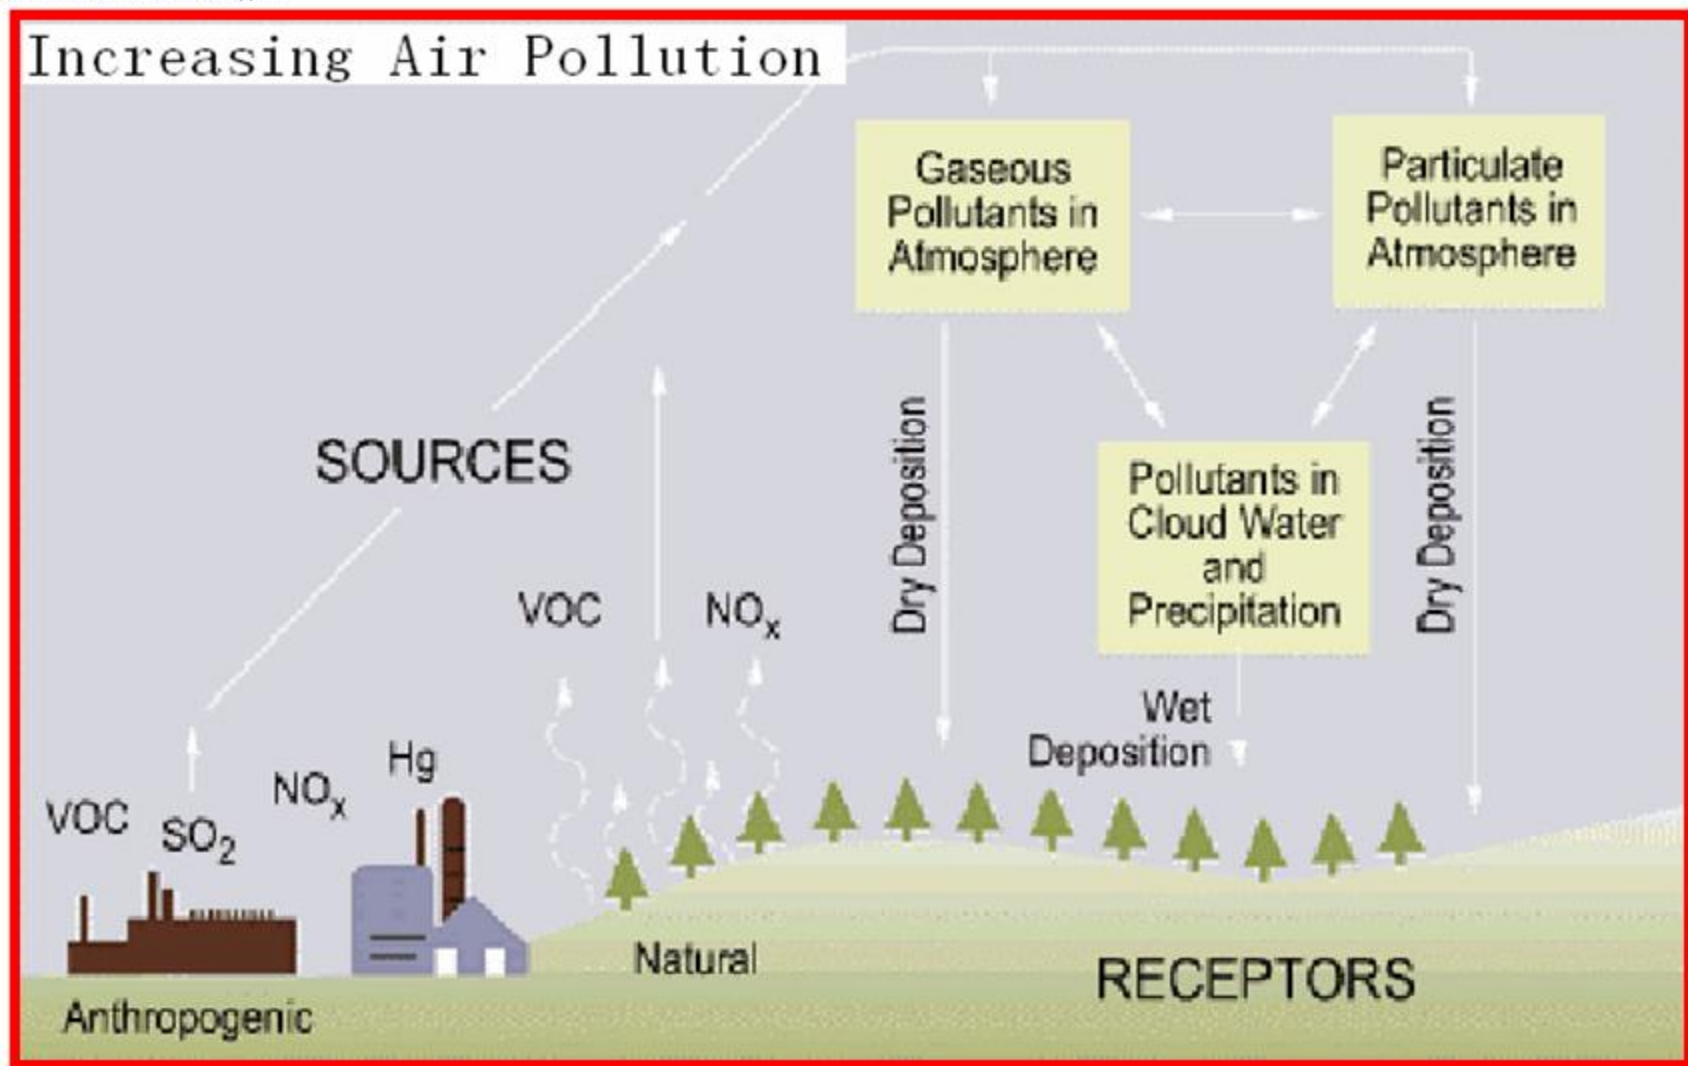 Increasing Air Pollution
Gaseous
Pollutants in
Atmosphere
Particulate
Pollutants in
Atmosphere
SOURCES
Dry Deposition
Pollutants in
Cloud Water
and
Precipitation
Dry Deposition
VOC
NOx
Wet
Deposition
VOC
SO2
NOx
Hg
Natural
RECEPTORS
Anthropogenic